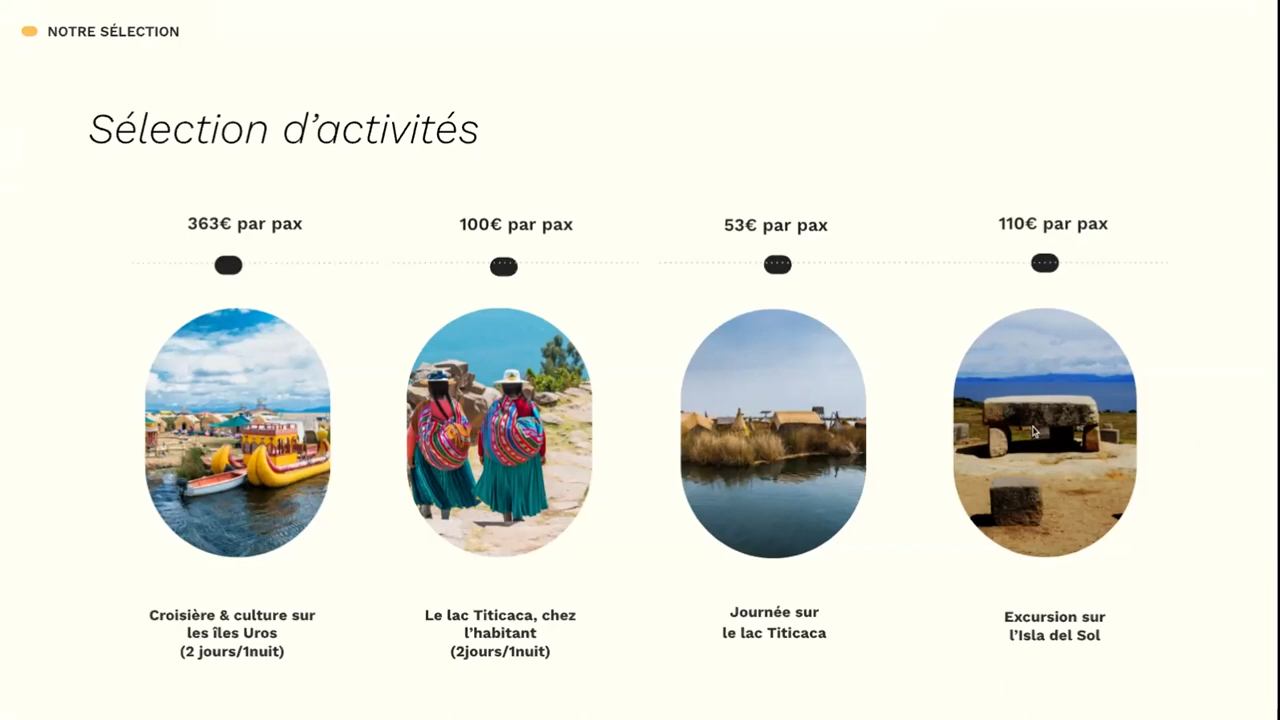 NOTRE SÉLECTION
Sélection d’activités
363€ par pax
100€ par pax
53€ par pax
110€ par pax
Croisière & culture sur
les îles Uros
(2 jours/1nuit)
Le lac Titicaca, chez
l’habitant
(2jours/1nuit)
Journée sur
le lac Titicaca
Excursion sur
l’Isla del Sol